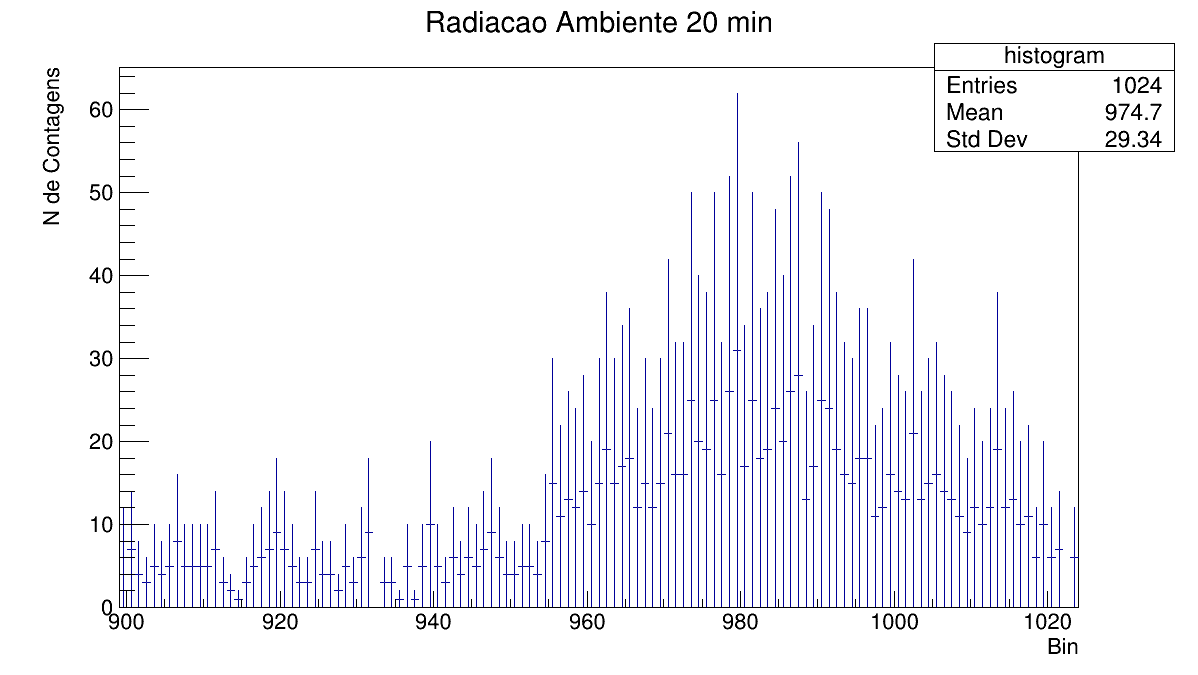 Radiacao Ambiente 20 min
histogram
Entries 1024
Mean 974.7
Std Dev 29.34
N de Contagens
60
50
40
30
20
10
0
900 920 940 960 980 1000 1020
Bin